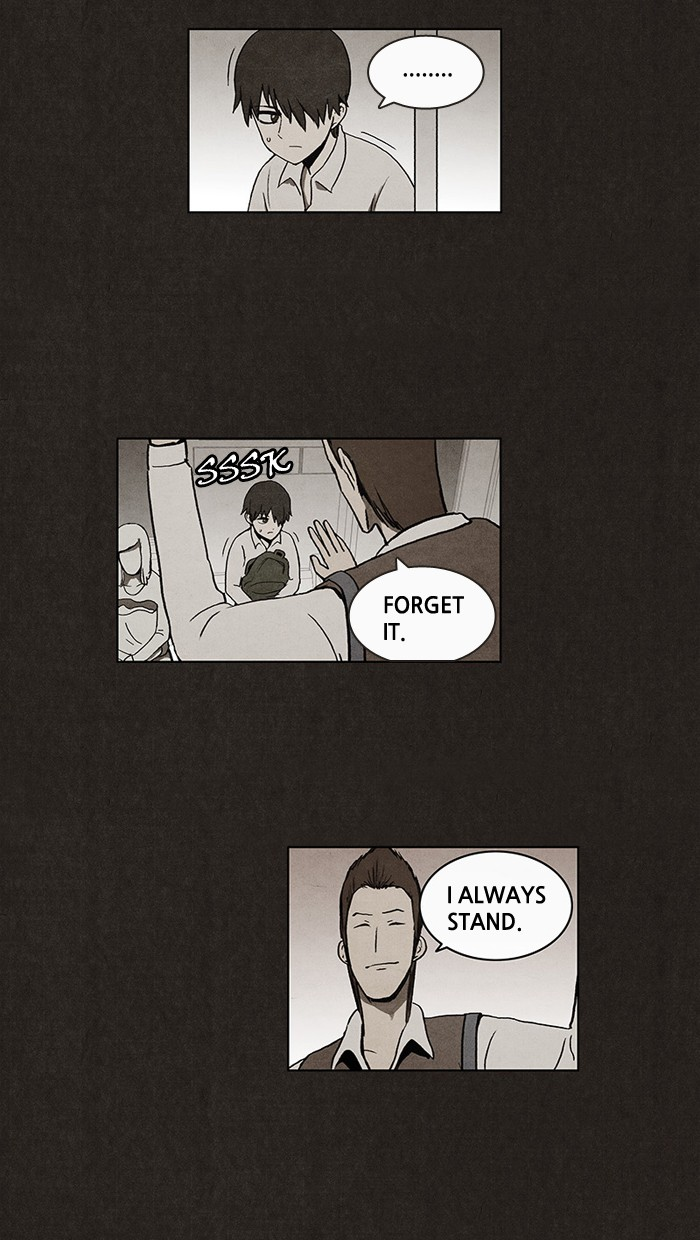 ........
SSSK
FORGET
IT.
I ALWAYS
STAND.